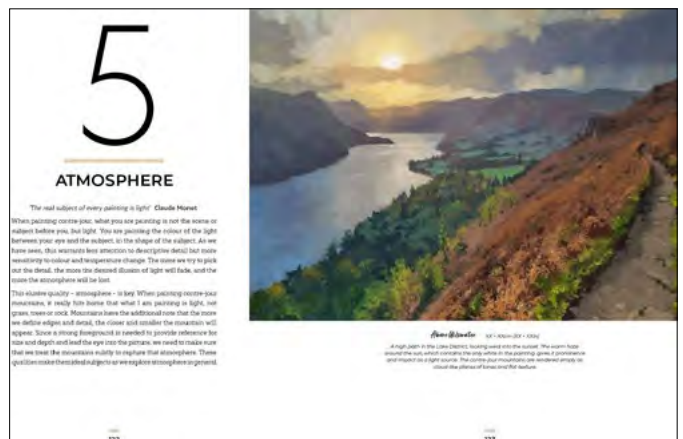 5
ATMOSPHERE
'The real subject of every painting is light' Claude Monet
When painting contre-jour, what you are painting is not the scene or
subject before you, but light. You are painting the colour of the light
between your eye and the subject, in the shape of the subject. As we
have seen, this warrants less attention to descriptive detail but more
sensitivity to colour and temperature change. The more we try to pick
out the detail, the more the desired illusion of light will fade, and the
more the atmosphere will be lost.
This elusive quality – atmosphere – is key. When painting contre-jour
mountains, it really hits home that what I am painting is light, not
grass, trees or rock. Mountains have the additional note that the more
we define edges and detail, the closer and smaller the mountain will
appear. Since a strong foreground is needed to provide reference for
size and depth and lead the eye into the picture, we need to make sure
that we treat the mountains subtly to capture that atmosphere. These
qualities make them ideal subjects as we explore atmosphere in general.
Above Ullswater
A high path in the Lake District, looking west into the sunset. The warm haze
around the sun, which contains the only white in the painting, gives it prominence
and impact as a light source. The contre-jour mountains are rendered simply as
cloud-like planes of tones and flat texture.